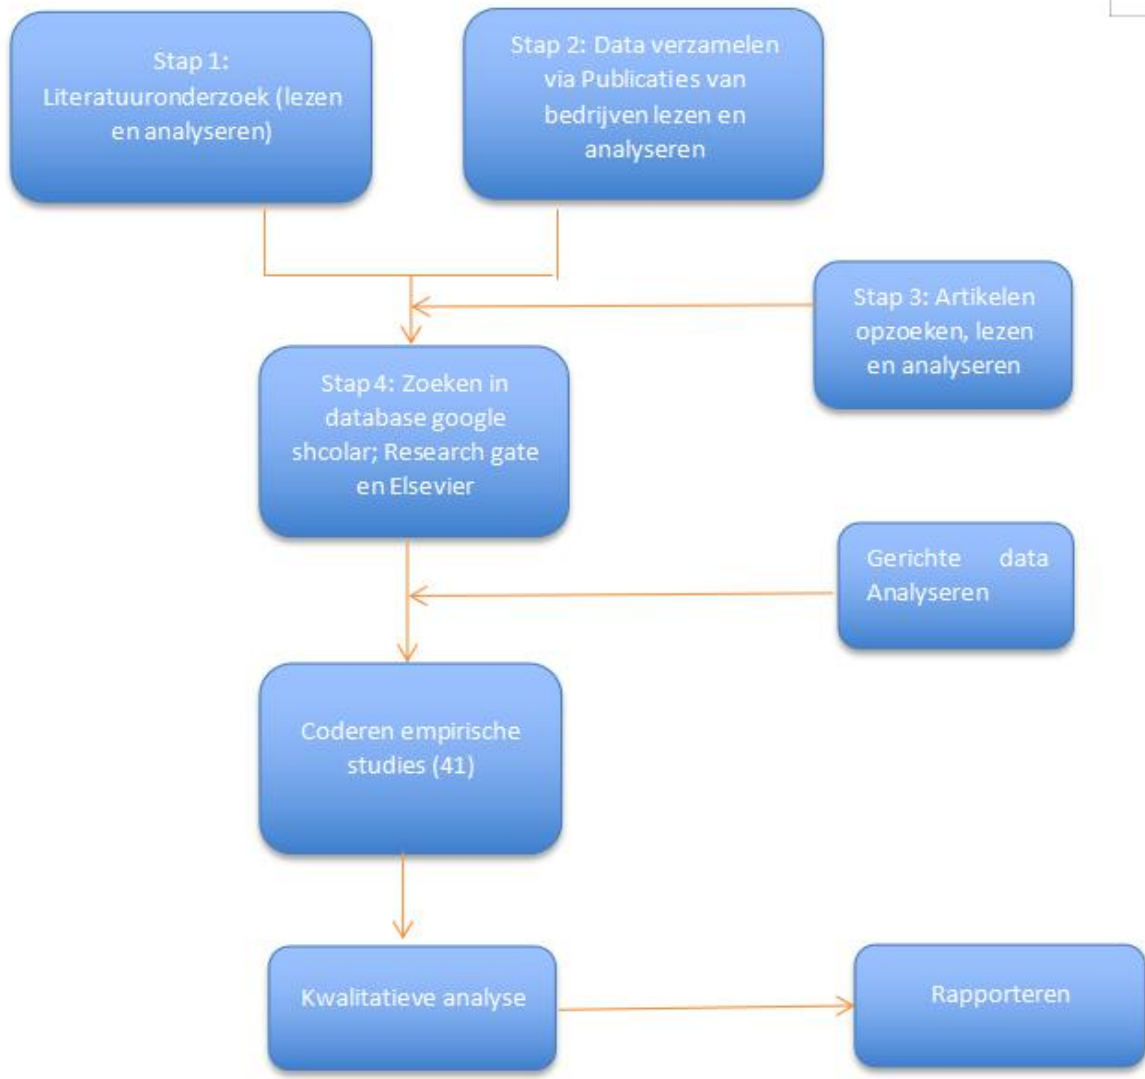 Stap 1:
Literatuuronderzoek (lezen
en analyseren)
Stap 2: Data verzamelen
via Publicaties van
bedrijven lezen en
analyseren
Stap 3: Artikelen
opzoeken, lezen
en analyseren
Stap 4: Zoeken in
database google
shcolar; Research gate
en Elsevier
Gerichte data
Analyseren
Coderen empirische
studies (41)
Kwalitatieve analyse
Rapporteren